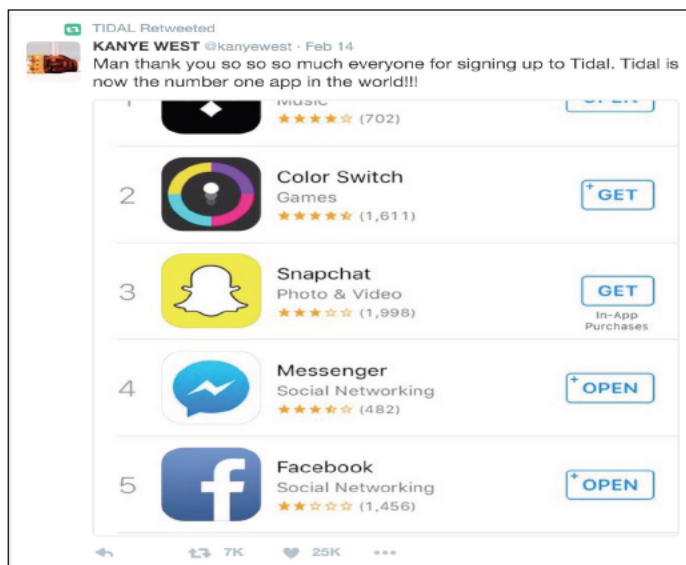 TIDAL Retweeted
KANYE WEST @kanyewest · Feb 14
Man thank you so so so much everyone for signing up to Tidal. Tidal is
now the number one app in the world!!!
1
Music
(702)
OPEN
2
Color Switch
Games
(1,611)
+GET
3
Snapchat
Photo & Video
(1,998)
GET
In-App
Purchases
4
Messenger
Social Networking
(482)
+OPEN
5
Facebook
Social Networking
(1,456)
+OPEN
7K
25K